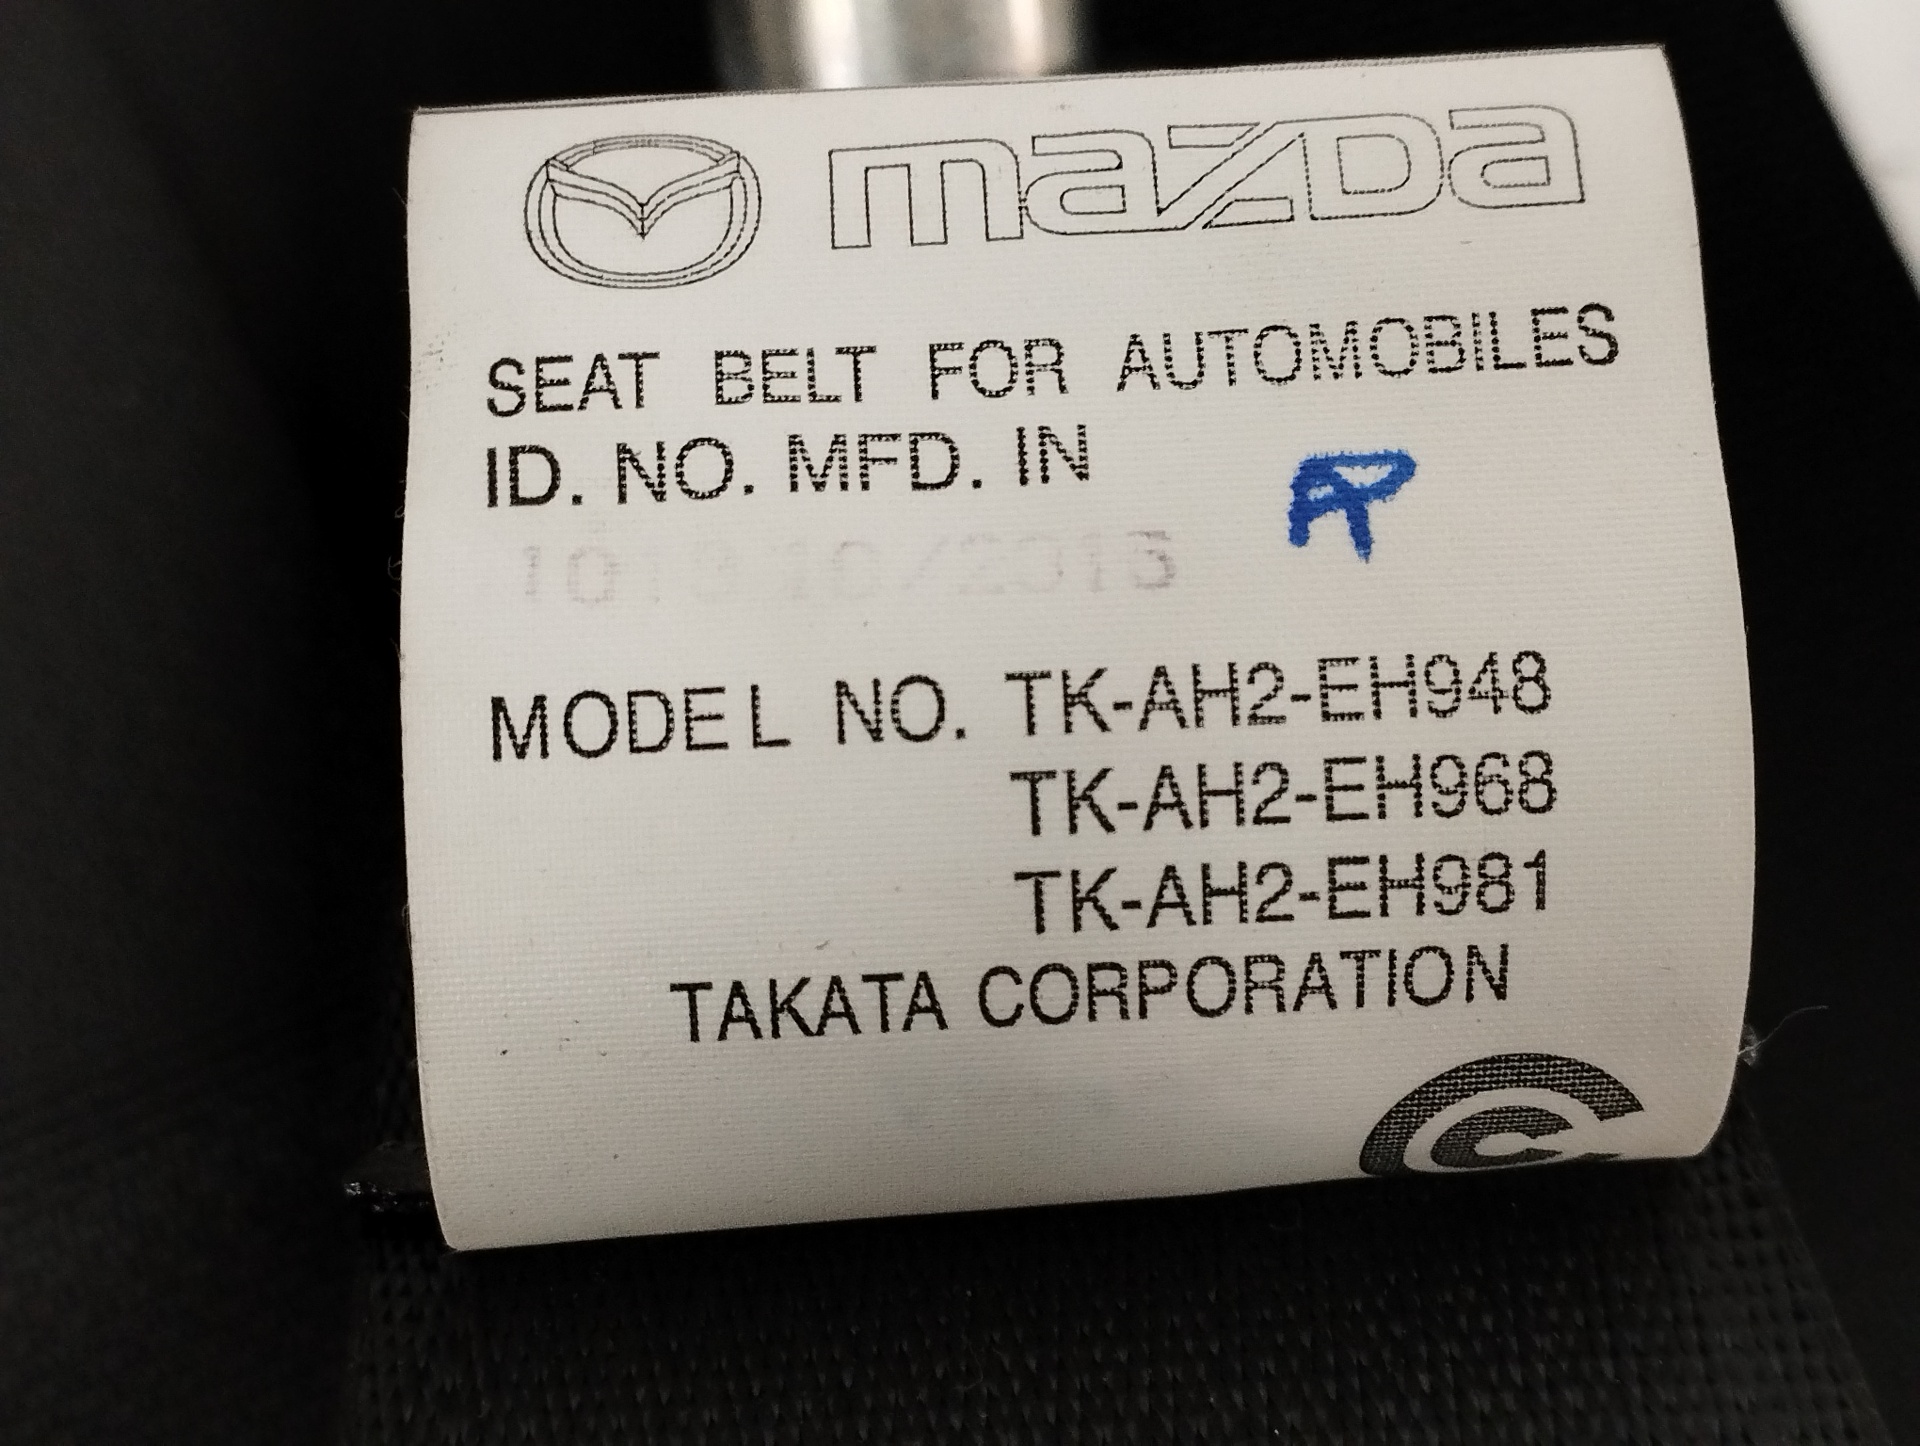 mazda
SEAT BELT FOR AUTOMOBILES
ID. NO. MFD. IN
MODEL NO. TK-AH2-EH948
TK-AH2-EH968
TK-AH2-EH981
TAKATA CORPORATION